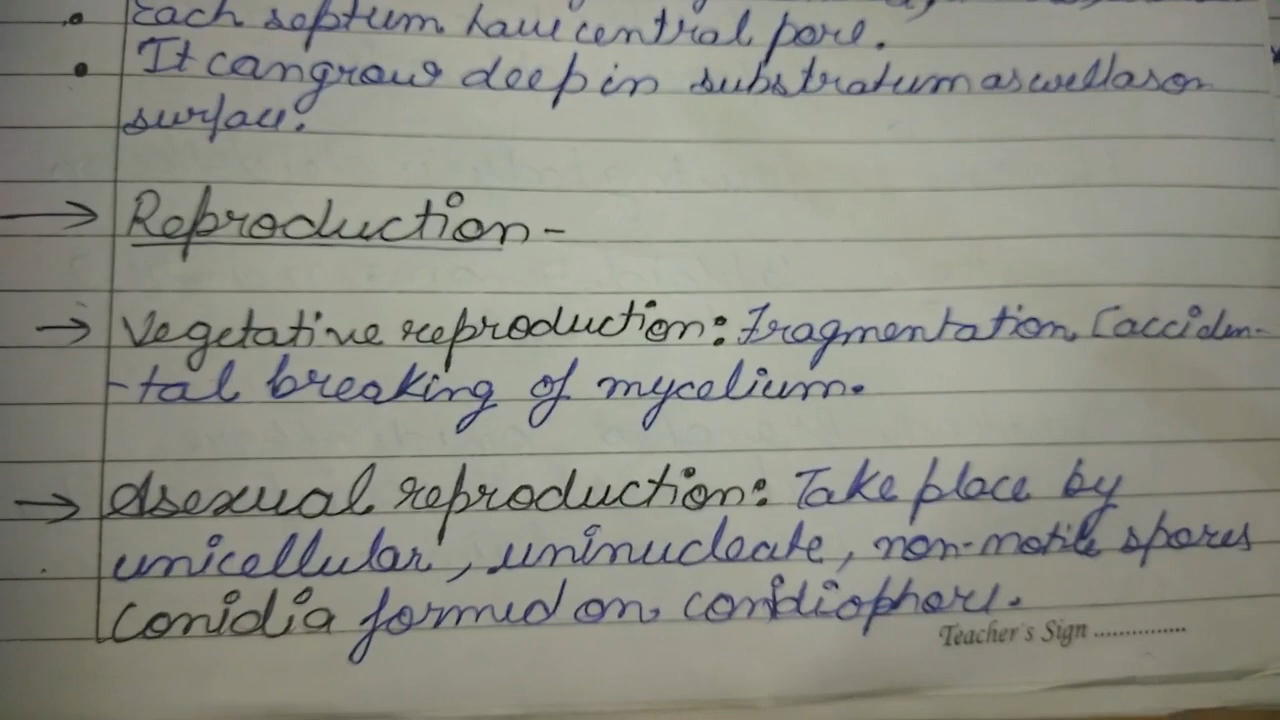 • Each septum have central pore.
• It can grow deep in substratum as well as on
surface.
→ Reproduction -
→ Vegetative reproduction: Fragmentation, [acciden-
-tal breaking of mycelium.
→ Asexual reproduction: Take place by
unicellular, uninucleate, non-motile spores
conidia formed on conidiophore.
Teacher's Sign ...............